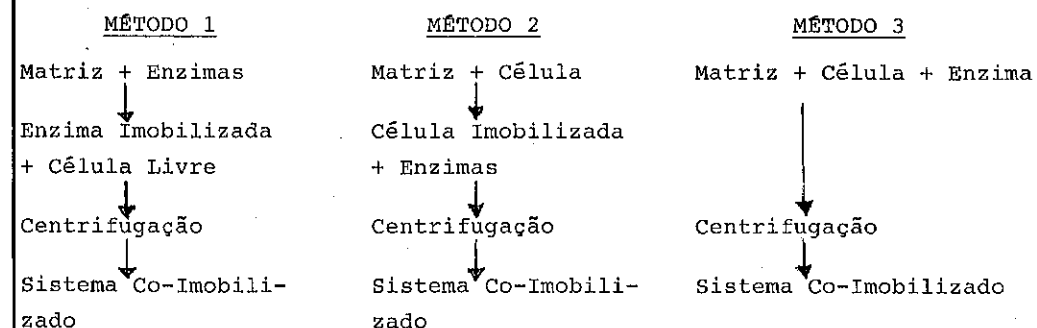 MÉTODO 1
Matriz + Enzimas
Enzima Imobilizada
+ Célula Livre
Centrifugação
Sistema Co-Imobili-
zado
MÉTODO 2
Matriz + Célula
Célula Imobilizada
+ Enzimas
Centrifugação
Sistema Co-Imobili-
zado
MÉTODO 3
Matriz + Célula + Enzima
Centrifugação
Sistema Co-Imobilizado